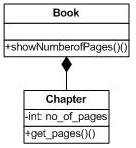 Book
+showNumberofPages()()
Chapter
-int: no_of_pages
+get_pages()()